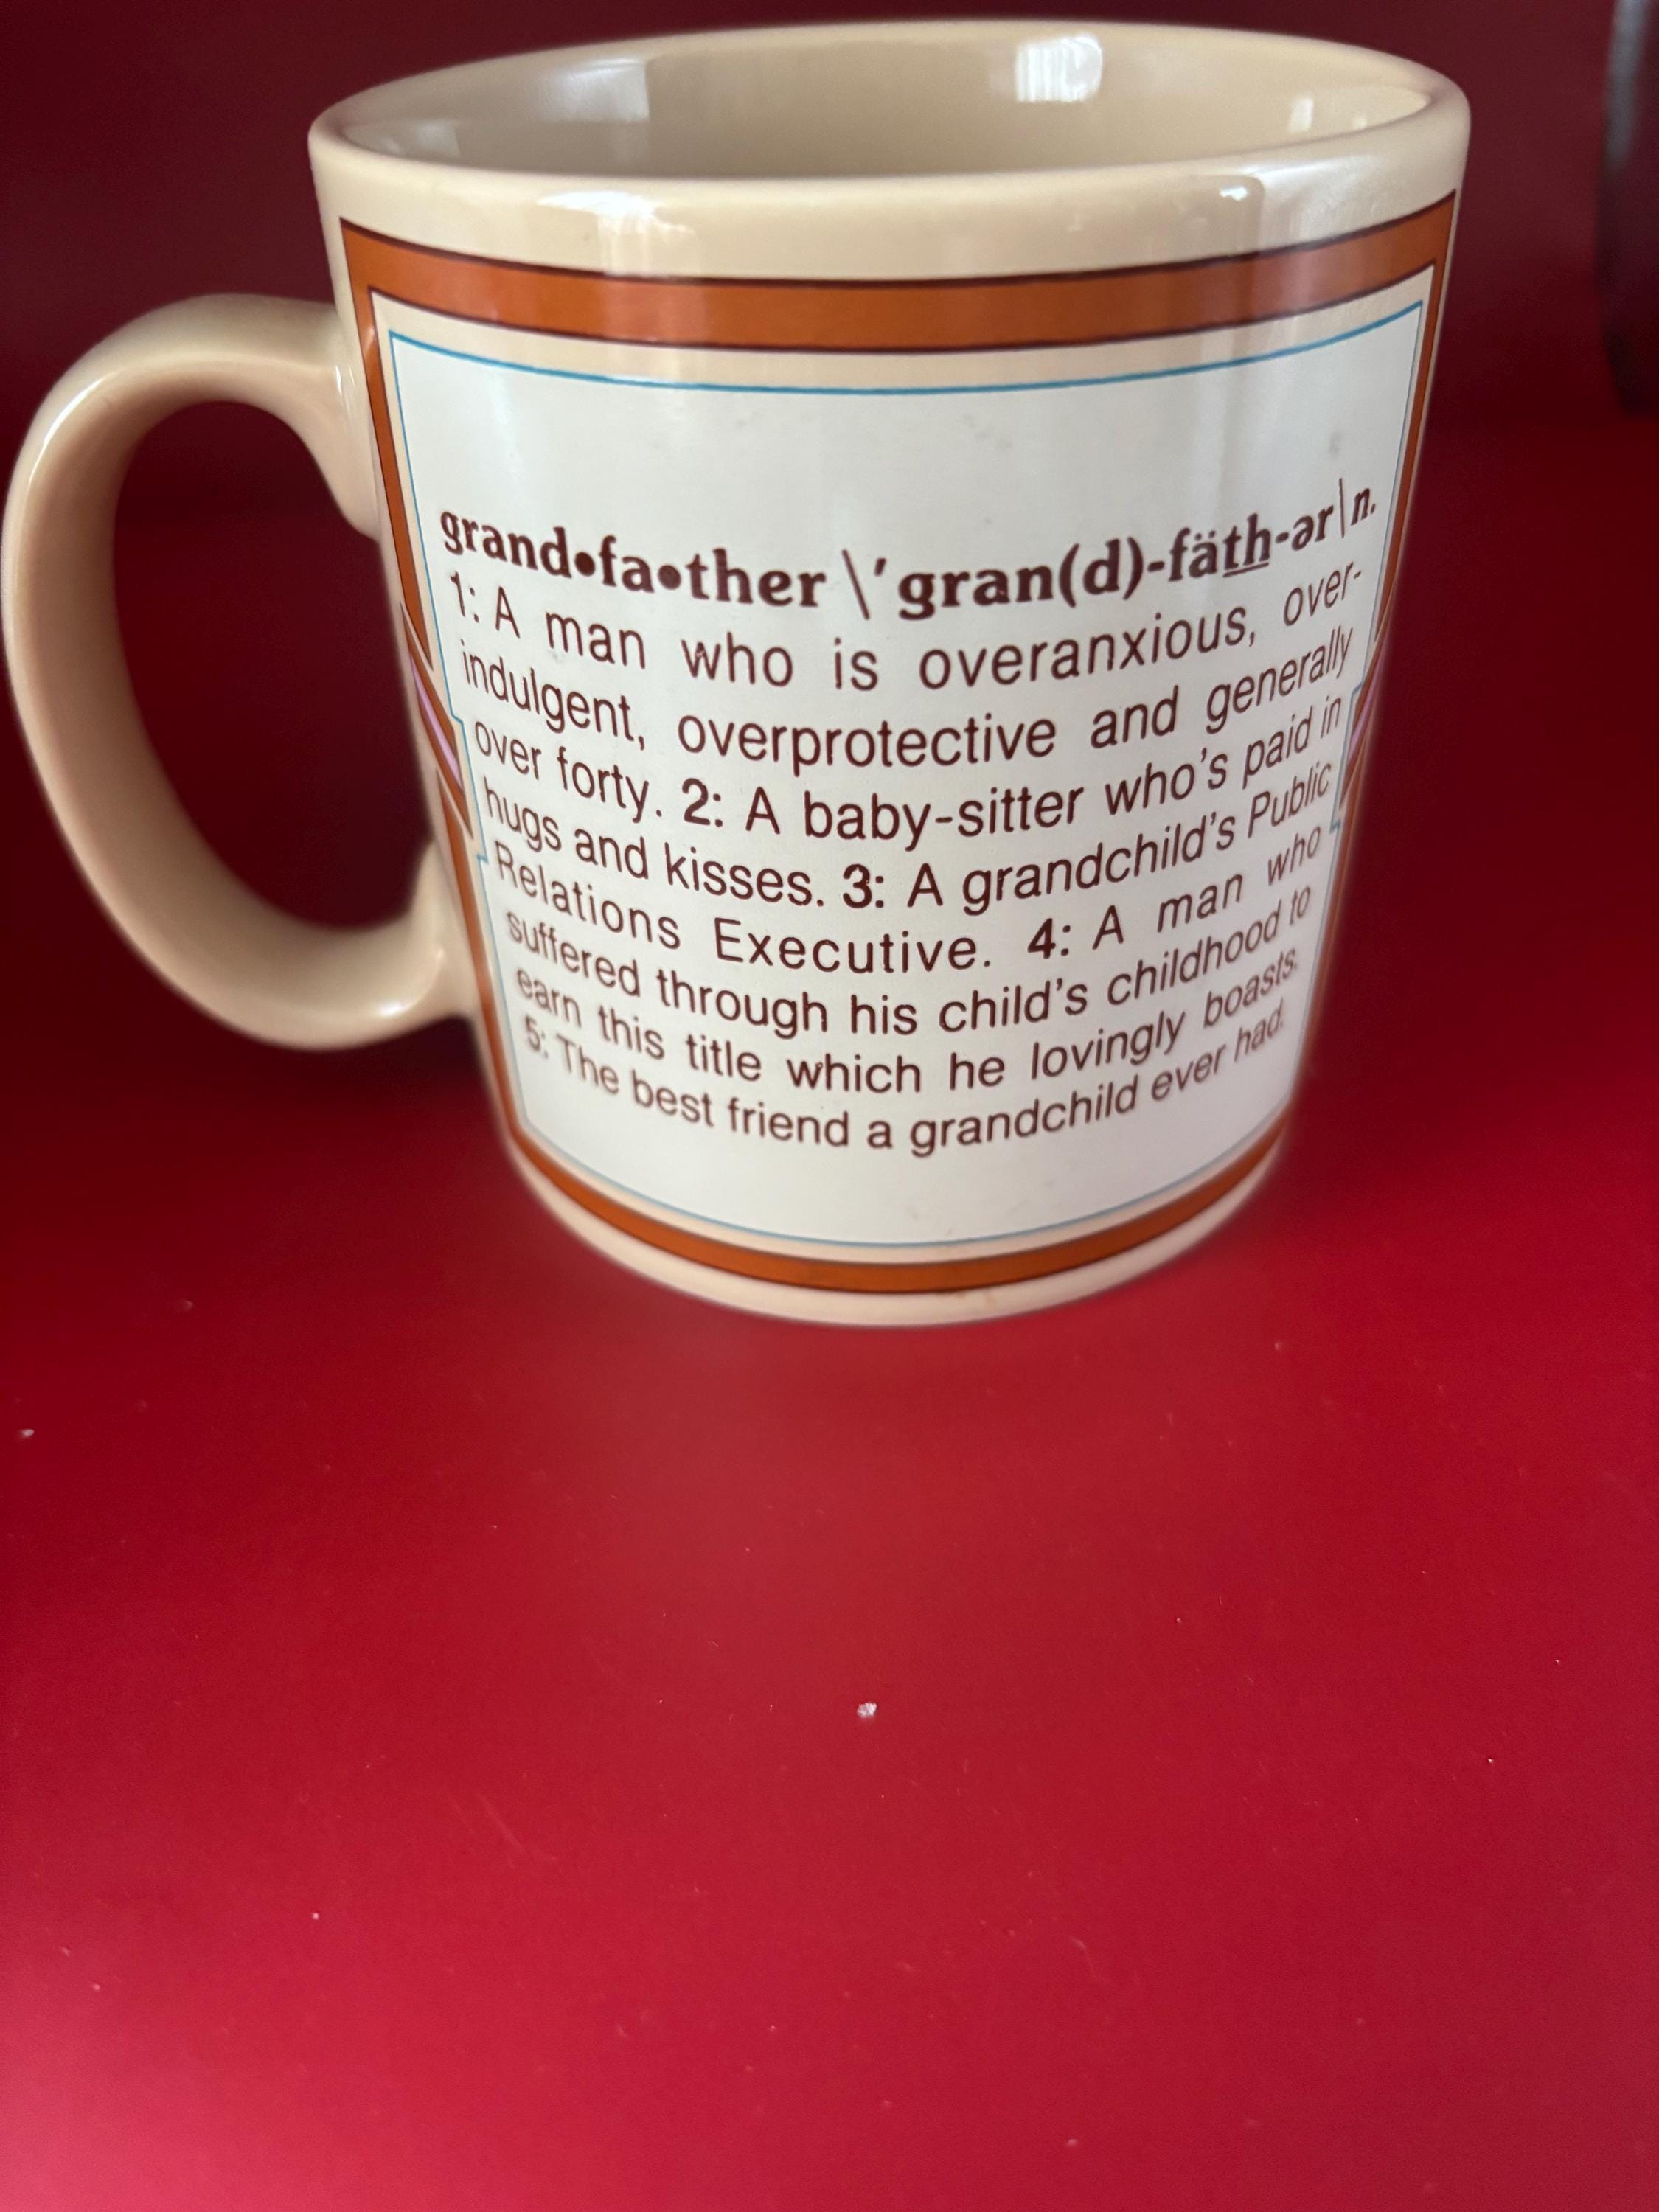 grand•fa•ther \'gran(d)-fäth-ər\n.
1: A man who is overanxious, over-
indulgent, overprotective and generally
over forty. 2: A baby-sitter who's paid in
hugs and kisses. 3: A grandchild's Public
Relations Executive. 4: A man who
suffered through his child's childhood to
earn this title which he lovingly boasts.
5: The best friend a grandchild ever had.